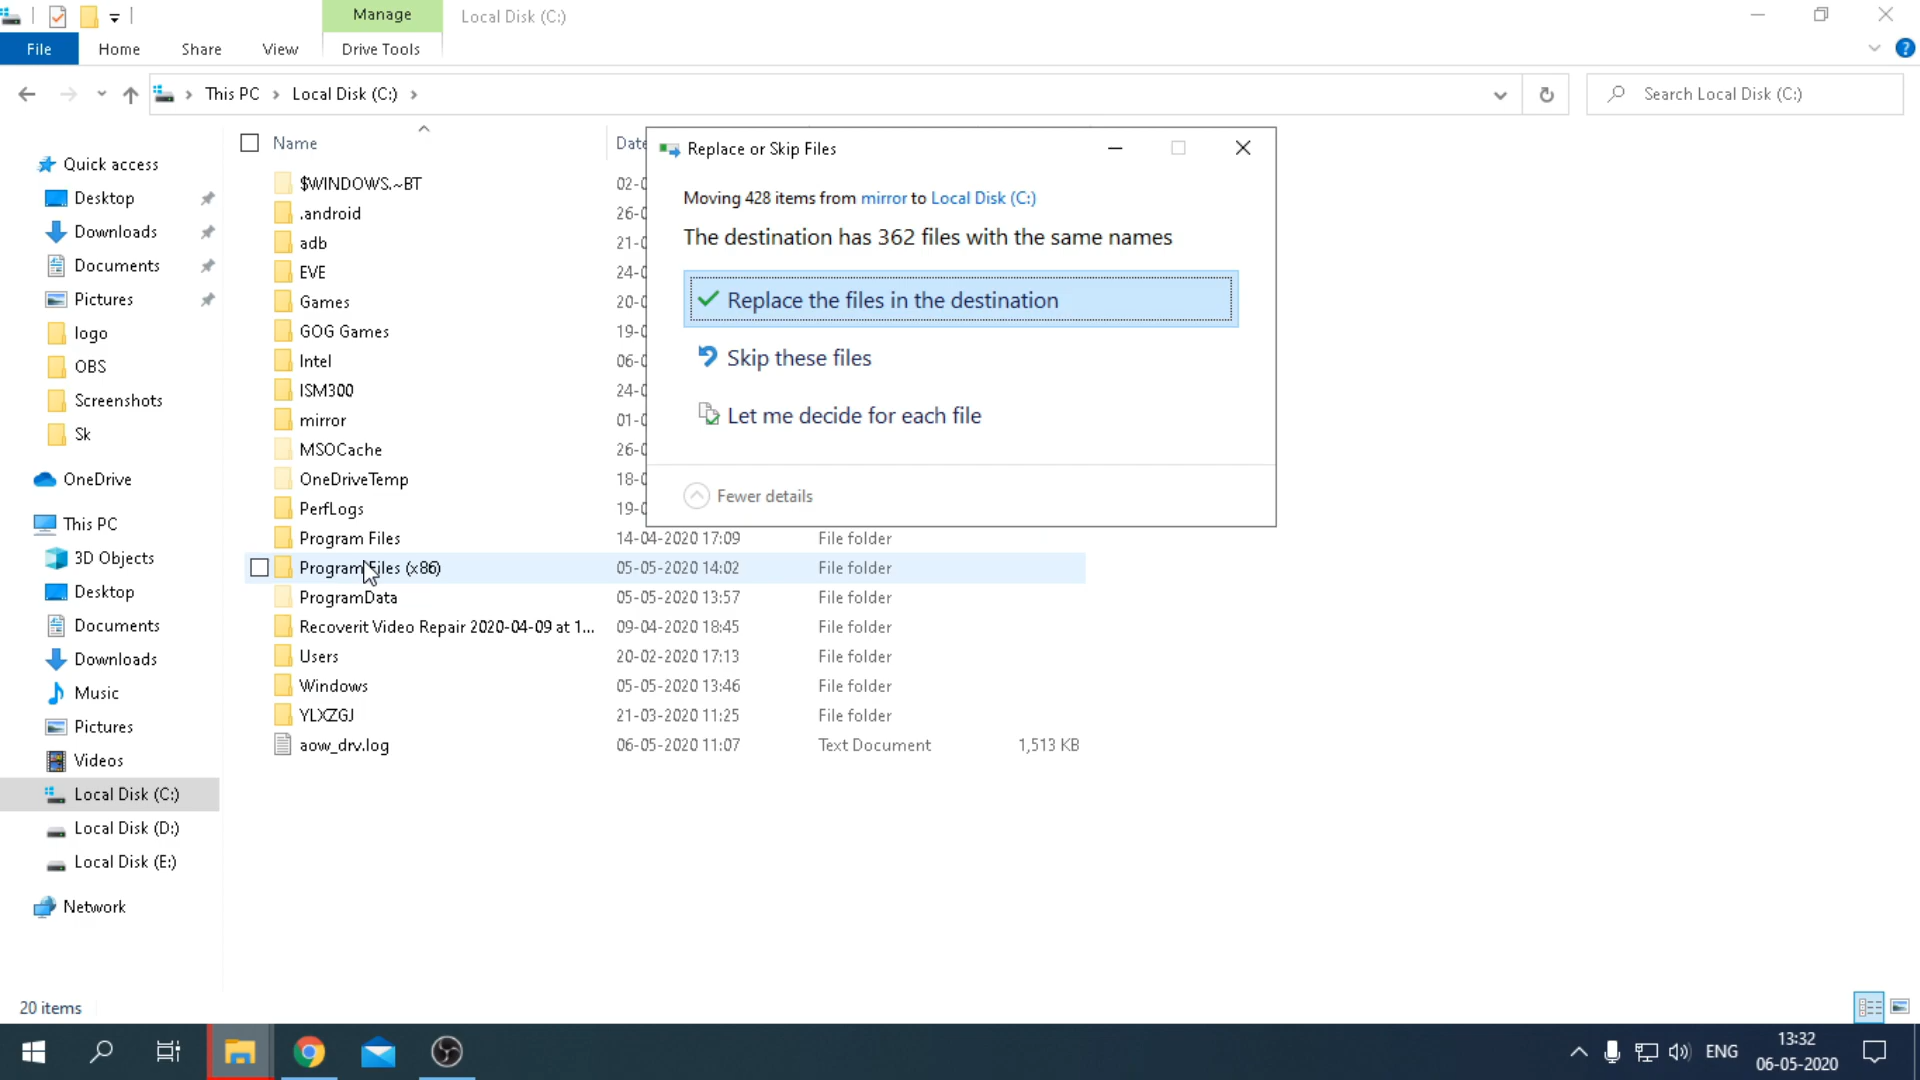 Manage
Local Disk (C:)
File
Home
Share
View
Drive Tools
This PC
Local Disk (C:)
Search Local Disk (C:)
Name
Date
Quick access
Desktop
Downloads
Documents
Pictures
logo
OBS
Screenshots
Sk
OneDrive
This PC
3D Objects
Desktop
Documents
Downloads
Music
Pictures
Videos
Local Disk (C:)
Local Disk (D:)
Local Disk (E:)
Network
$WINDOWS.~BT 02-0
.android 26-0
adb 21-0
EVE 24-0
Games 20-0
GOG Games 19-0
Intel 06-0
ISM300 24-0
mirror 01-0
MSOCache 26-0
OneDriveTemp 18-0
PerfLogs 19-0
Program Files 14-04-2020 17:09 File folder
Program Files (x86) 05-05-2020 14:02 File folder
ProgramData 05-05-2020 13:57 File folder
Recoverit Video Repair 2020-04-09 at 1... 09-04-2020 18:45 File folder
Users 20-02-2020 17:13 File folder
Windows 05-05-2020 13:46 File folder
YLXZGJ 21-03-2020 11:25 File folder
aow_drv.log 06-05-2020 11:07 Text Document 1,513 KB
Replace or Skip Files
Moving 428 items from mirror to Local Disk (C:)
The destination has 362 files with the same names
Replace the files in the destination
Skip these files
Let me decide for each file
Fewer details
20 items
ENG
13:32
06-05-2020